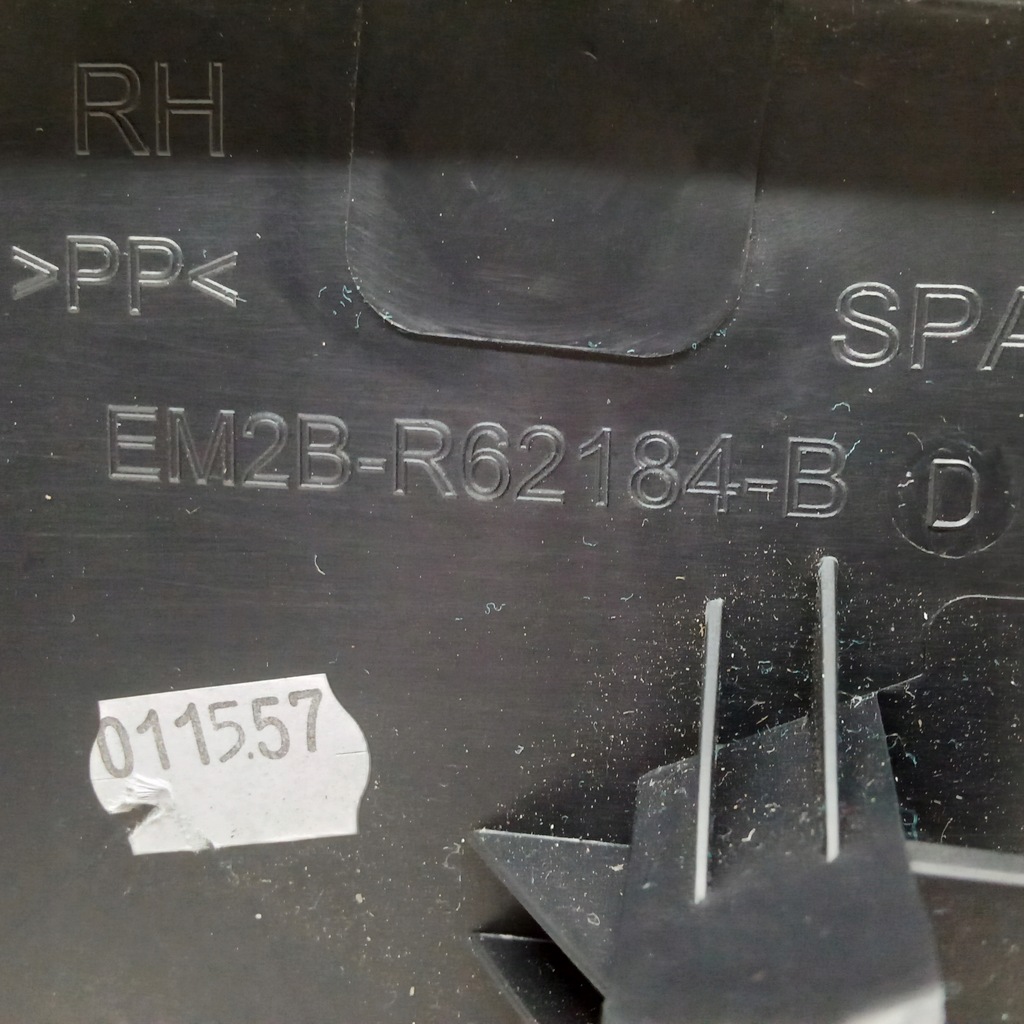 RH
>PP<
SPA
EM2B-R62184-B D
011557